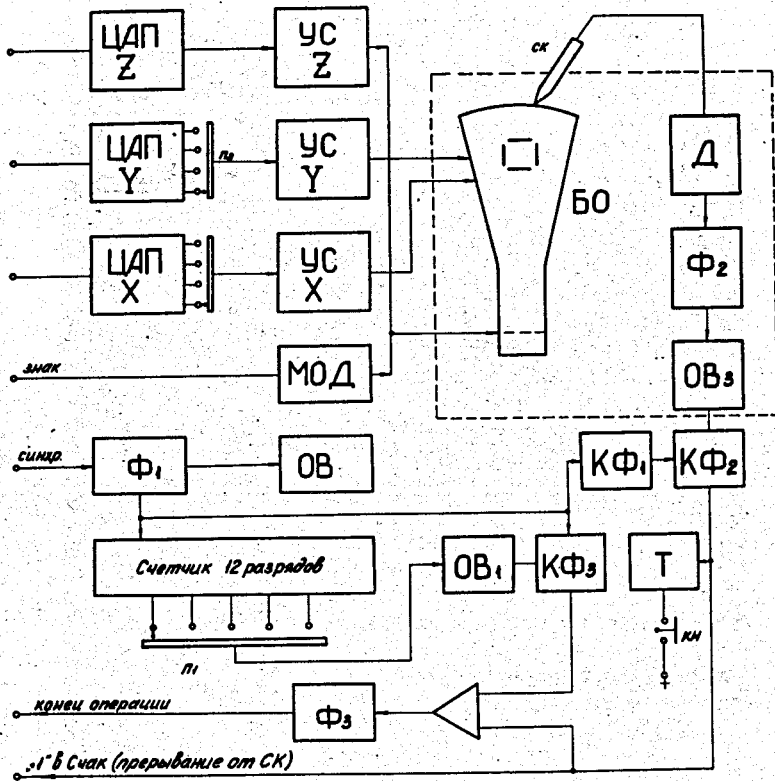 ск
ЦАП Z
УС Z
ЦАП Y
П2
УС Y
Д
БО
ЦАП X
УС X
Ф2
знак
МОД
ОВ3
синхр.
Ф1
ОВ
КФ1
КФ2
Счетчик 12 разрядов
ОВ1
КФ3
Т
КН
П1
конец операции
Ф3
„1" в Счак (прерывание от СК)